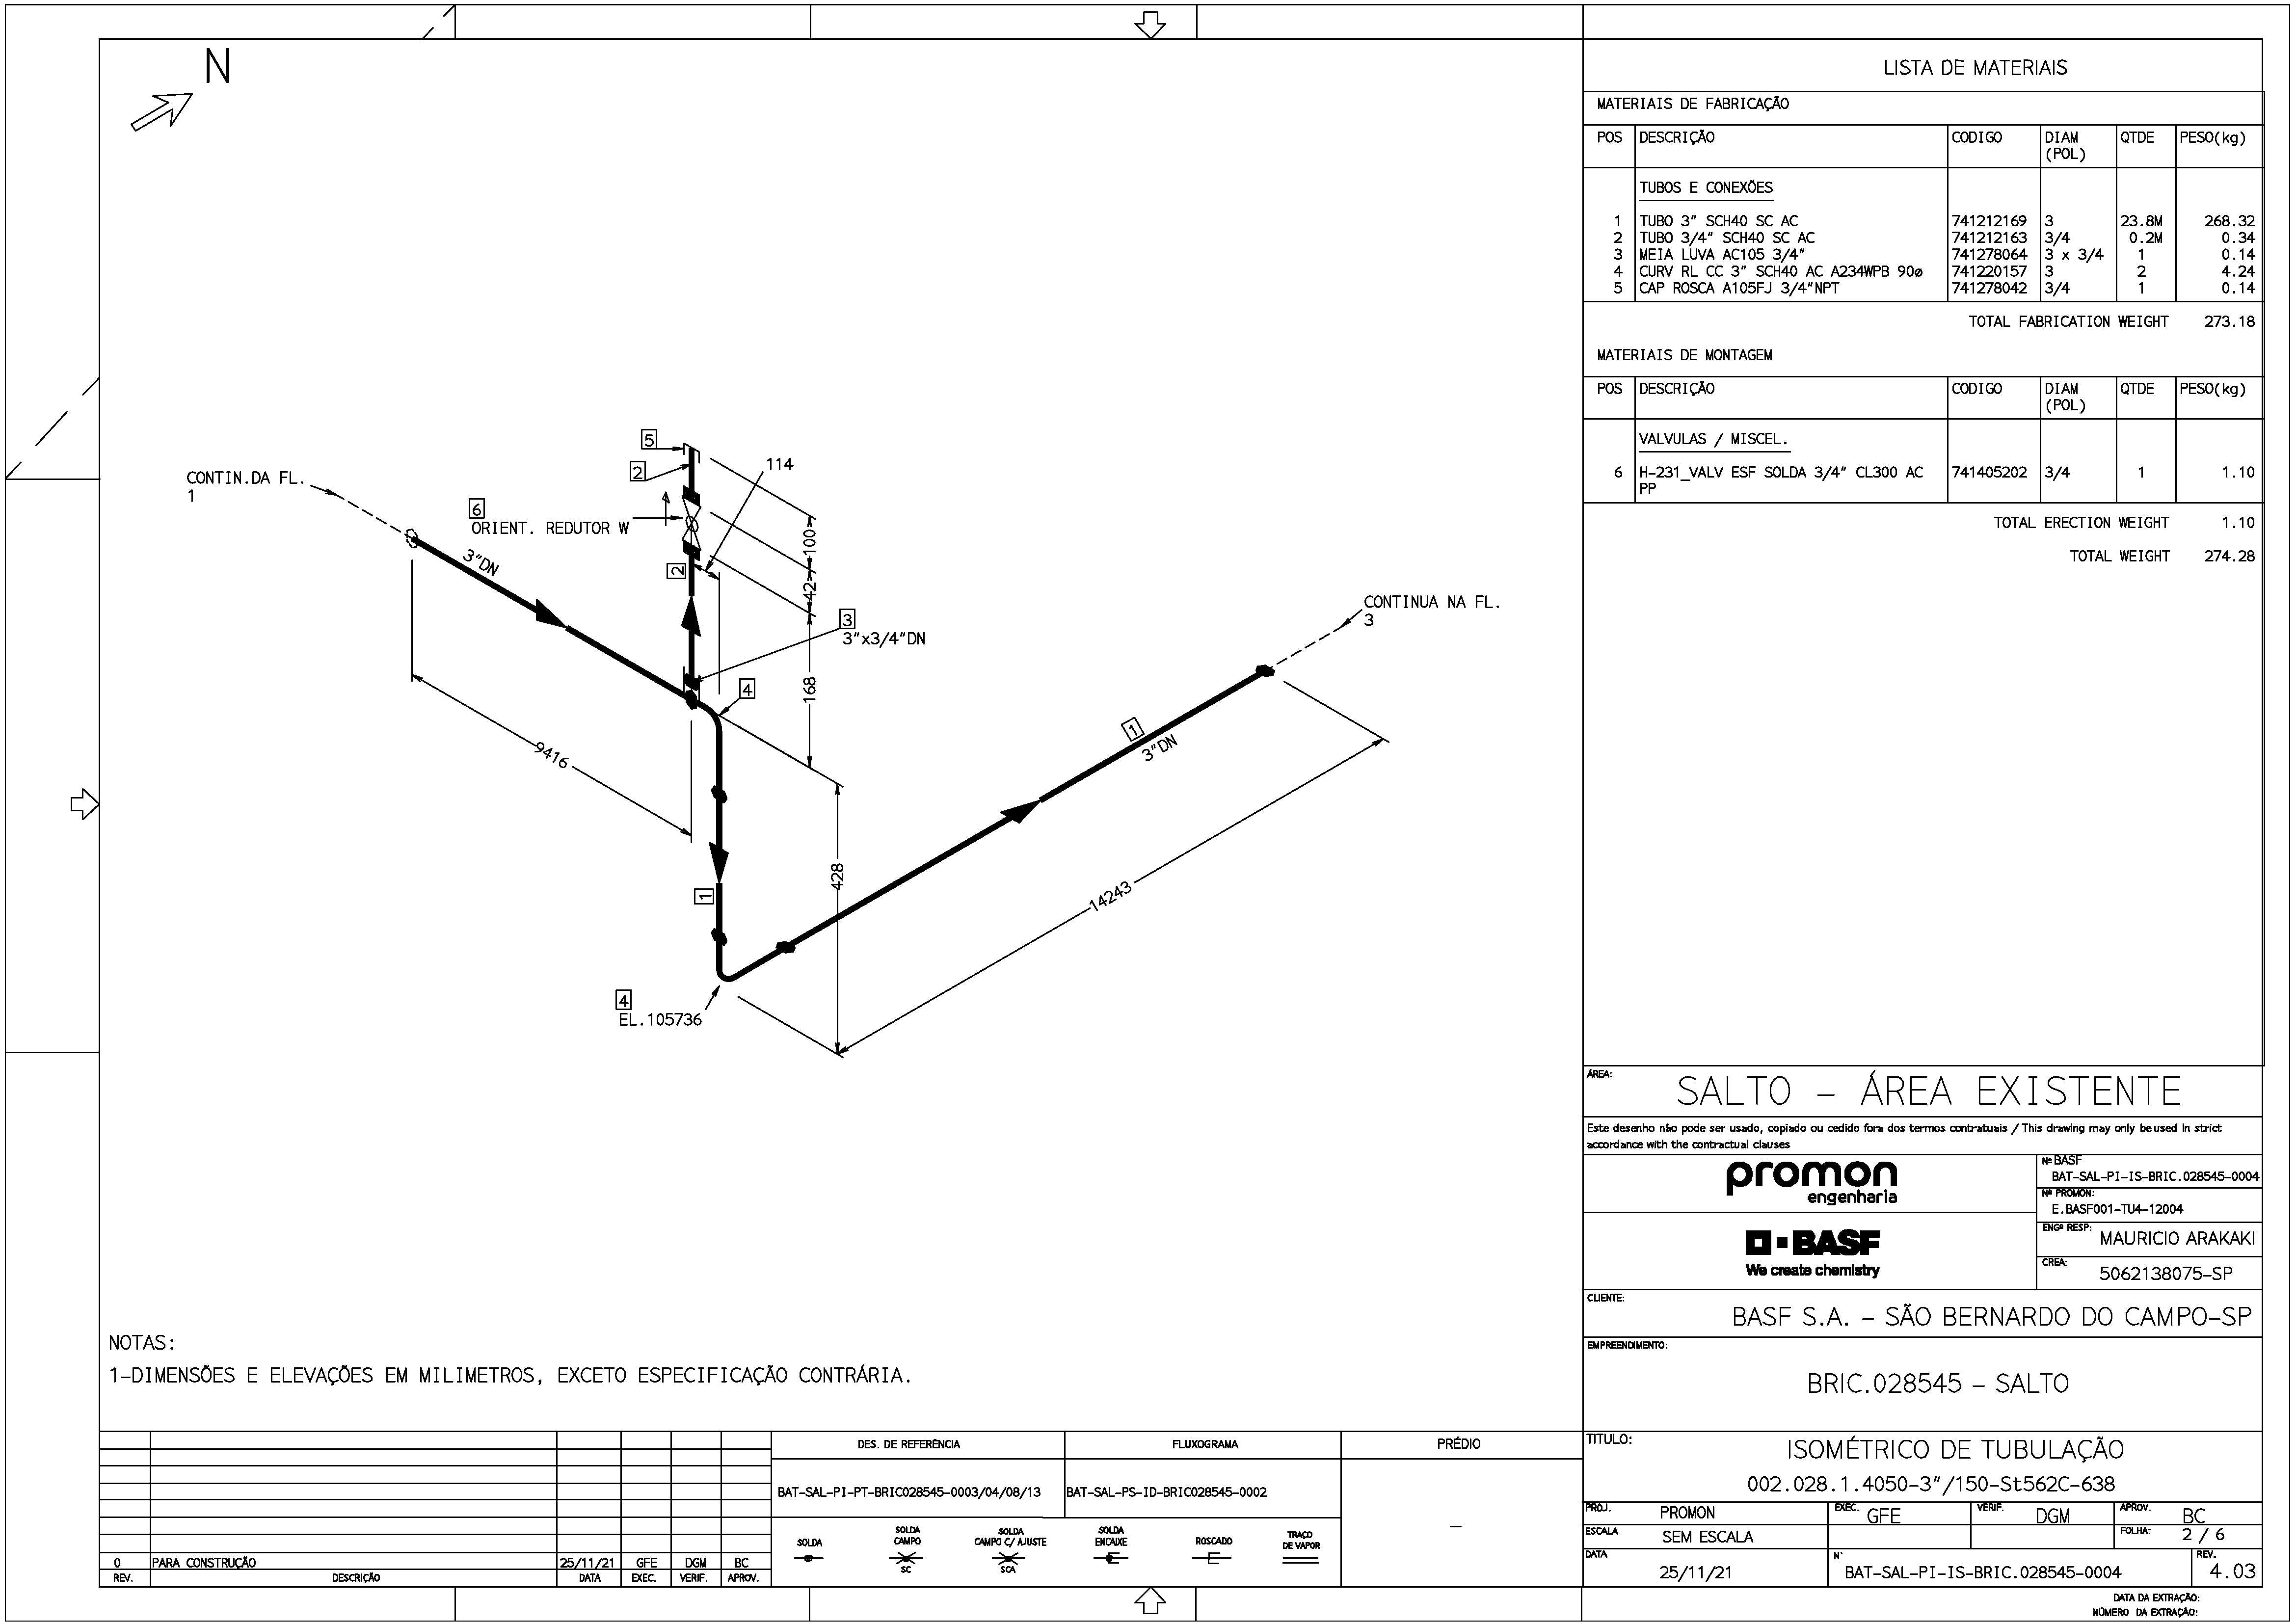 N
LISTA DE MATERIAIS
MATERIAIS DE FABRICAÇÃO
POS DESCRIÇÃO CODIGO DIAM (POL) QTDE PESO(kg)
TUBOS E CONEXÕES
1 TUBO 3" SCH40 SC AC 741212169 3 23.8M 268.32
2 TUBO 3/4" SCH40 SC AC 741212163 3/4 0.2M 0.34
3 MEIA LUVA AC105 3/4" 741278064 3 x 3/4 1 0.14
4 CURV RL CC 3" SCH40 AC A234WPB 90ø 741220157 3 2 4.24
5 CAP ROSCA A105FJ 3/4"NPT 741278042 3/4 1 0.14
TOTAL FABRICATION WEIGHT 273.18
MATERIAIS DE MONTAGEM
POS DESCRIÇÃO CODIGO DIAM (POL) QTDE PESO(kg)
VALVULAS / MISCEL.
6 H-231_VALV ESF SOLDA 3/4" CL300 AC 741405202 3/4 1 1.10
PP
TOTAL ERECTION WEIGHT 1.10
TOTAL WEIGHT 274.28
CONTIN.DA FL.
1
5
2
114
6
ORIENT. REDUTOR W
3"DN
100
2
42
3
3"x3/4"DN
CONTINUA NA FL.
3
4
168
9416
1
3"DN
428
1
14243
4
EL.105736
NOTAS:
1-DIMENSÕES E ELEVAÇÕES EM MILIMETROS, EXCETO ESPECIFICAÇÃO CONTRÁRIA.
ÁREA:
SALTO - ÁREA EXISTENTE
Este desenho não pode ser usado, copiado ou cedido fora dos termos contratuais / This drawing may only be used in strict
accordance with the contractual clauses
promon
engenharia
Nº BASF
BAT-SAL-PI-IS-BRIC.028545-0004
Nº PROMON:
E.BASF001-TU4-12004
BASF
We create chemistry
ENGº RESP:
MAURICIO ARAKAKI
CREA:
5062138075-SP
CLIENTE:
BASF S.A. - SÃO BERNARDO DO CAMPO-SP
EMPREENDIMENTO:
BRIC.028545 - SALTO
TITULO:
ISOMÉTRICO DE TUBULAÇÃO
002.028.1.4050-3"/150-St562C-638
PROJ. PROMON EXEC. GFE VERIF. DGM APROV. BC
ESCALA SEM ESCALA FOLHA: 2 / 6
DATA 25/11/21 N° BAT-SAL-PI-IS-BRIC.028545-0004 REV. 4.03
DES. DE REFERÊNCIA FLUXOGRAMA PRÉDIO
BAT-SAL-PI-PT-BRIC028545-0003/04/08/13 BAT-SAL-PS-ID-BRIC028545-0002 -
SOLDA
SOLDA CAMPO SC
SOLDA CAMPO C/ AJUSTE SCA
SOLDA ENCAIXE
ROSCADO
TRAÇO DE VAPOR
0 PARA CONSTRUÇÃO 25/11/21 GFE DGM BC
REV. DESCRIÇÃO DATA EXEC. VERIF. APROV.
DATA DA EXTRAÇÃO:
NÚMERO DA EXTRAÇÃO: